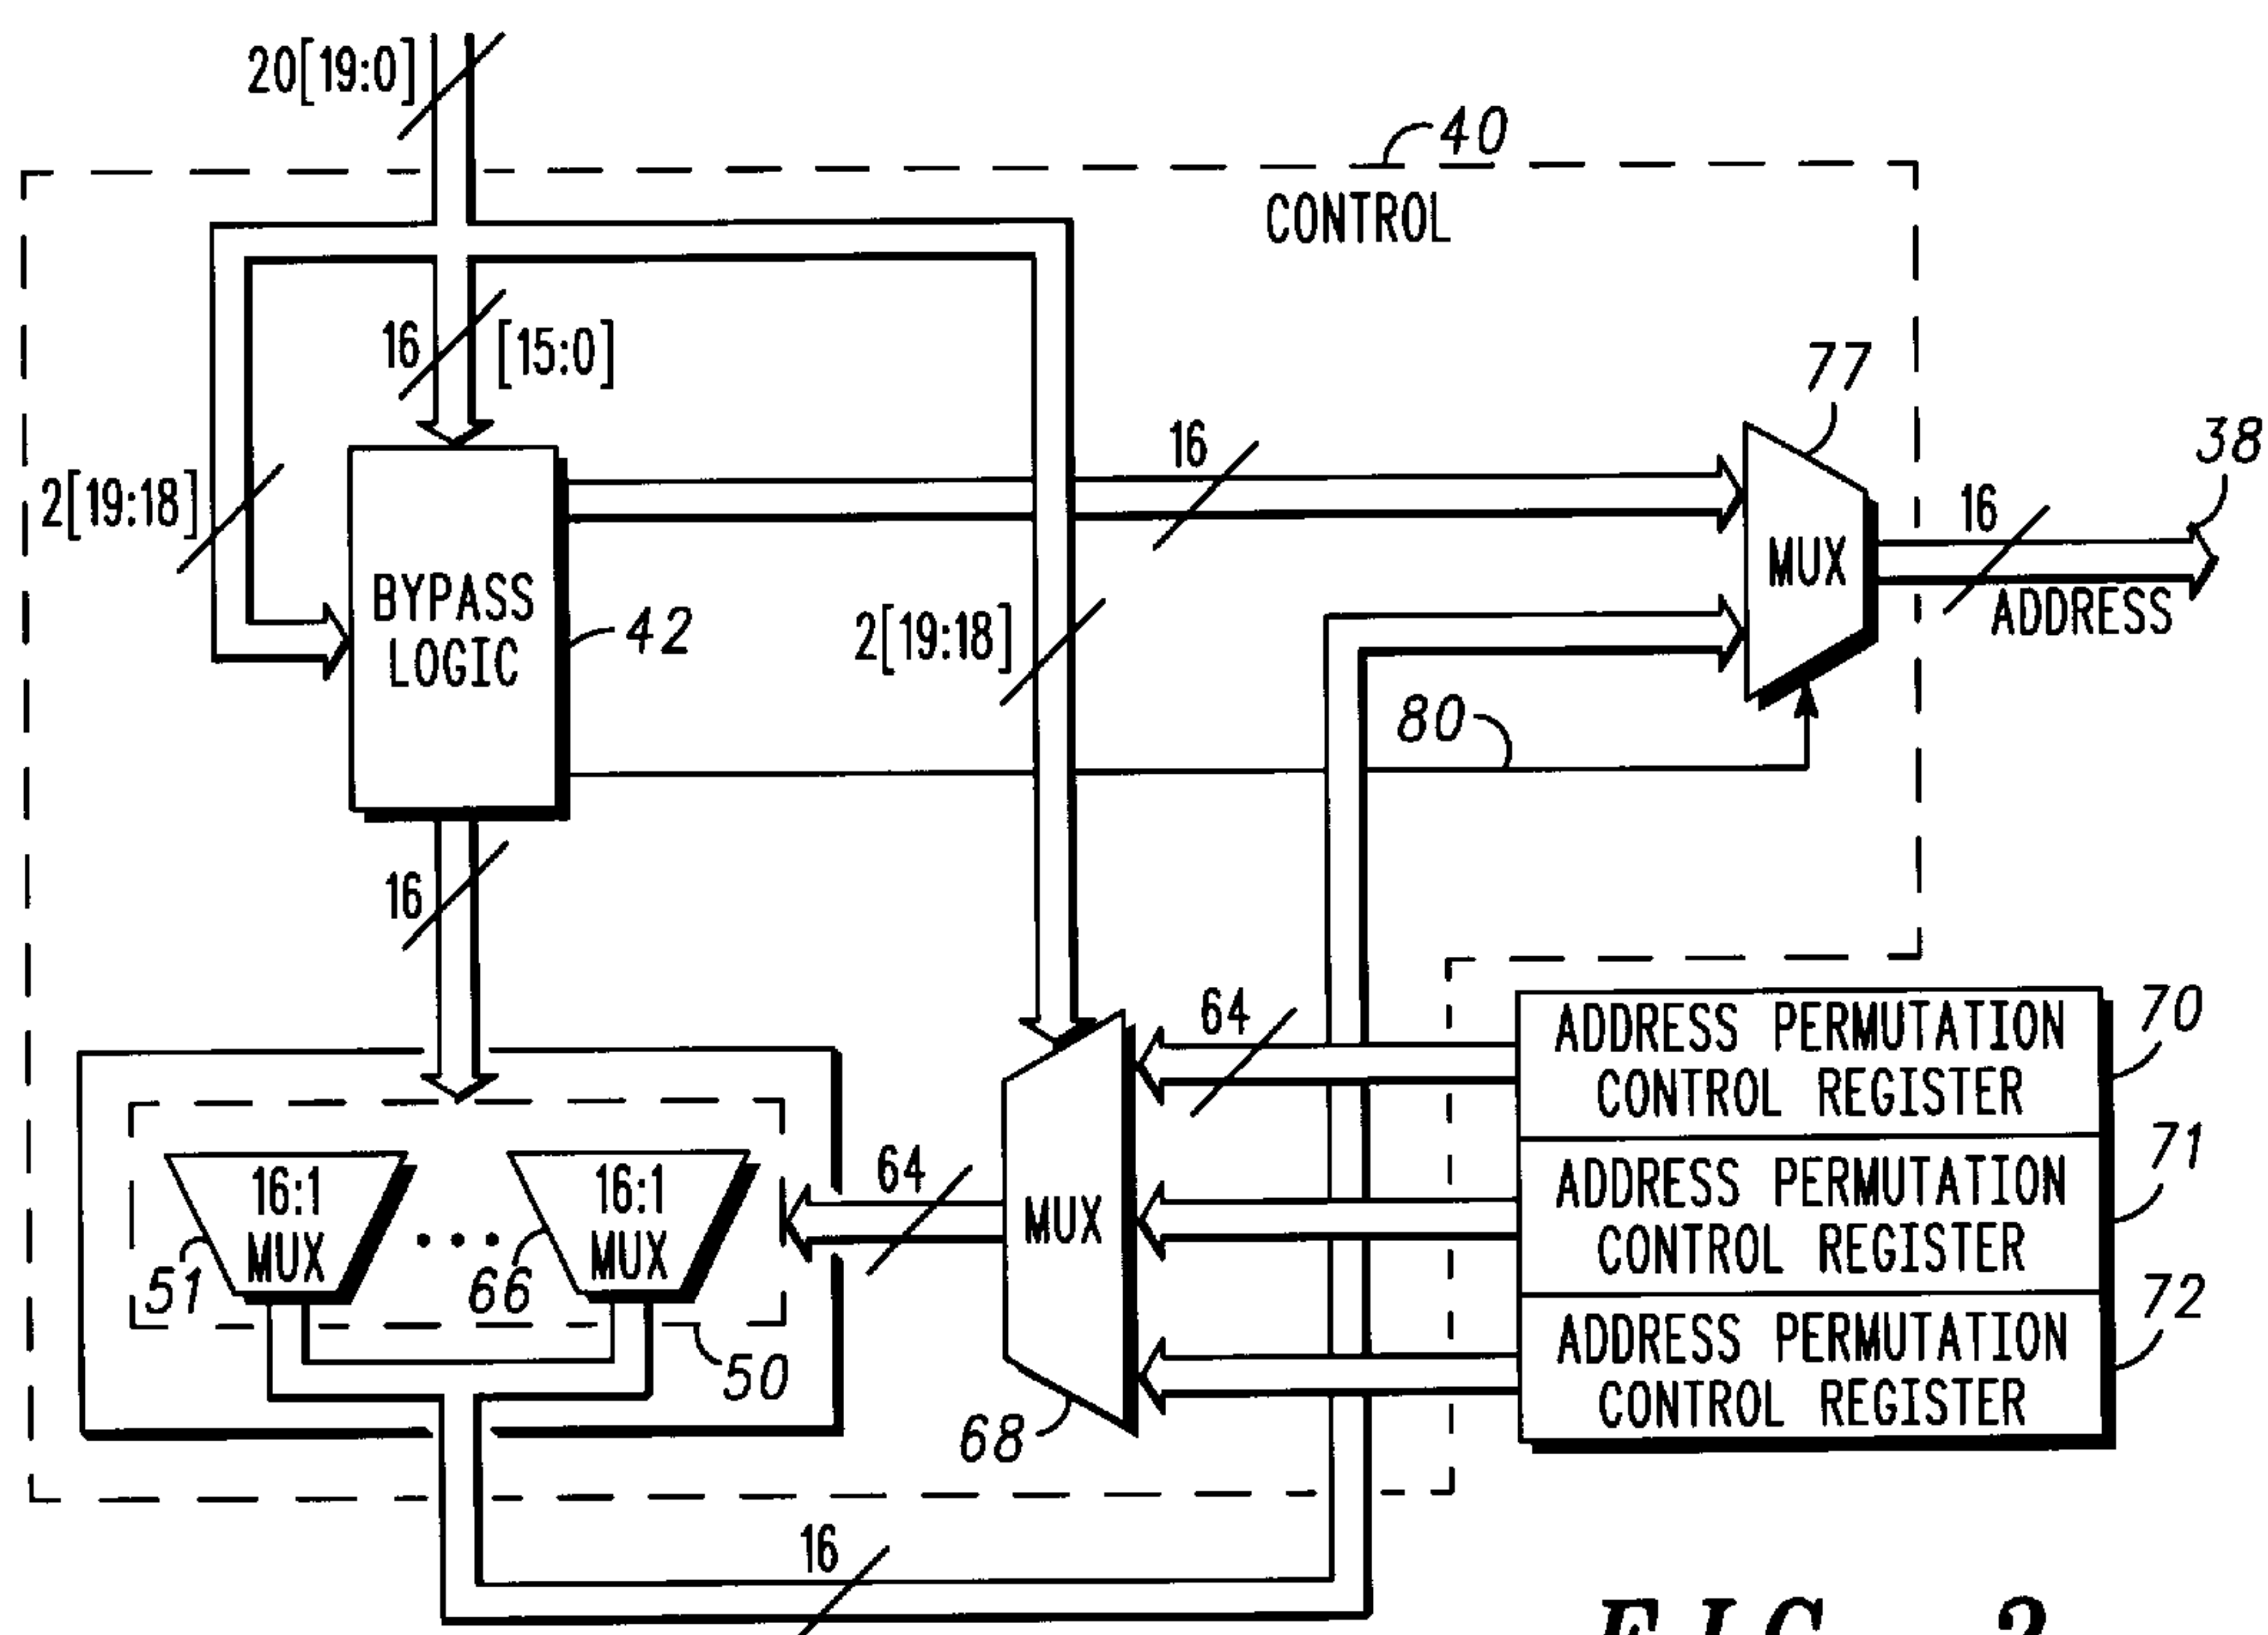 20[19:0]
40
CONTROL
16
[15:0]
77
2[19:18]
16
38
16
BYPASS
LOGIC
42
2[19:18]
MUX
ADDRESS
80
16
64
ADDRESS PERMUTATION
CONTROL REGISTER
70
64
16:1
MUX
51
16:1
MUX
66
MUX
ADDRESS PERMUTATION
CONTROL REGISTER
71
50
68
ADDRESS PERMUTATION
CONTROL REGISTER
72
16